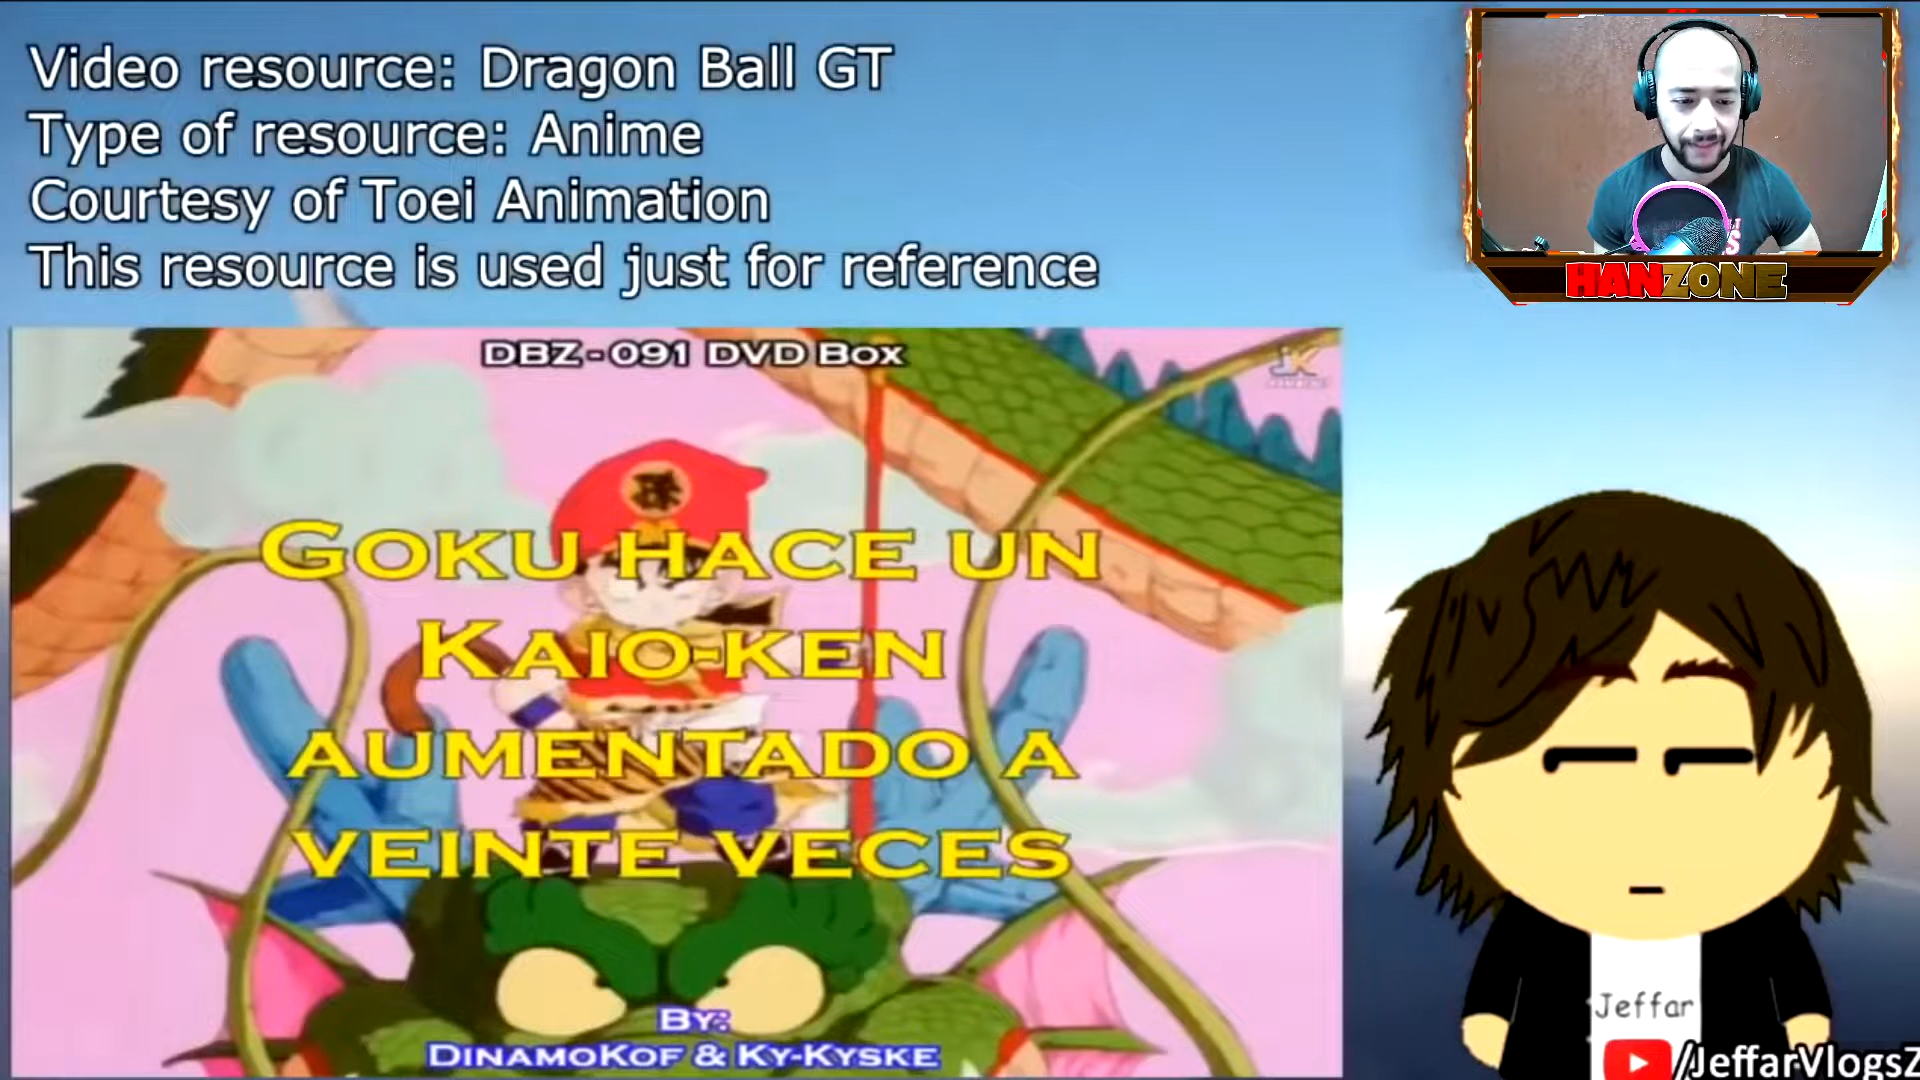 Video resource: Dragon Ball GT
Type of resource: Anime
Courtesy of Toei Animation
This resource is used just for reference
HANZONE
DBZ - 091 DVD Box
JK
孫
GOKU HACE UN
KAIO-KEN
AUMENTADO A
VEINTE VECES
By:
DinamoKof & Ky-Kyske
Jeffar
/JeffarVlogsZ